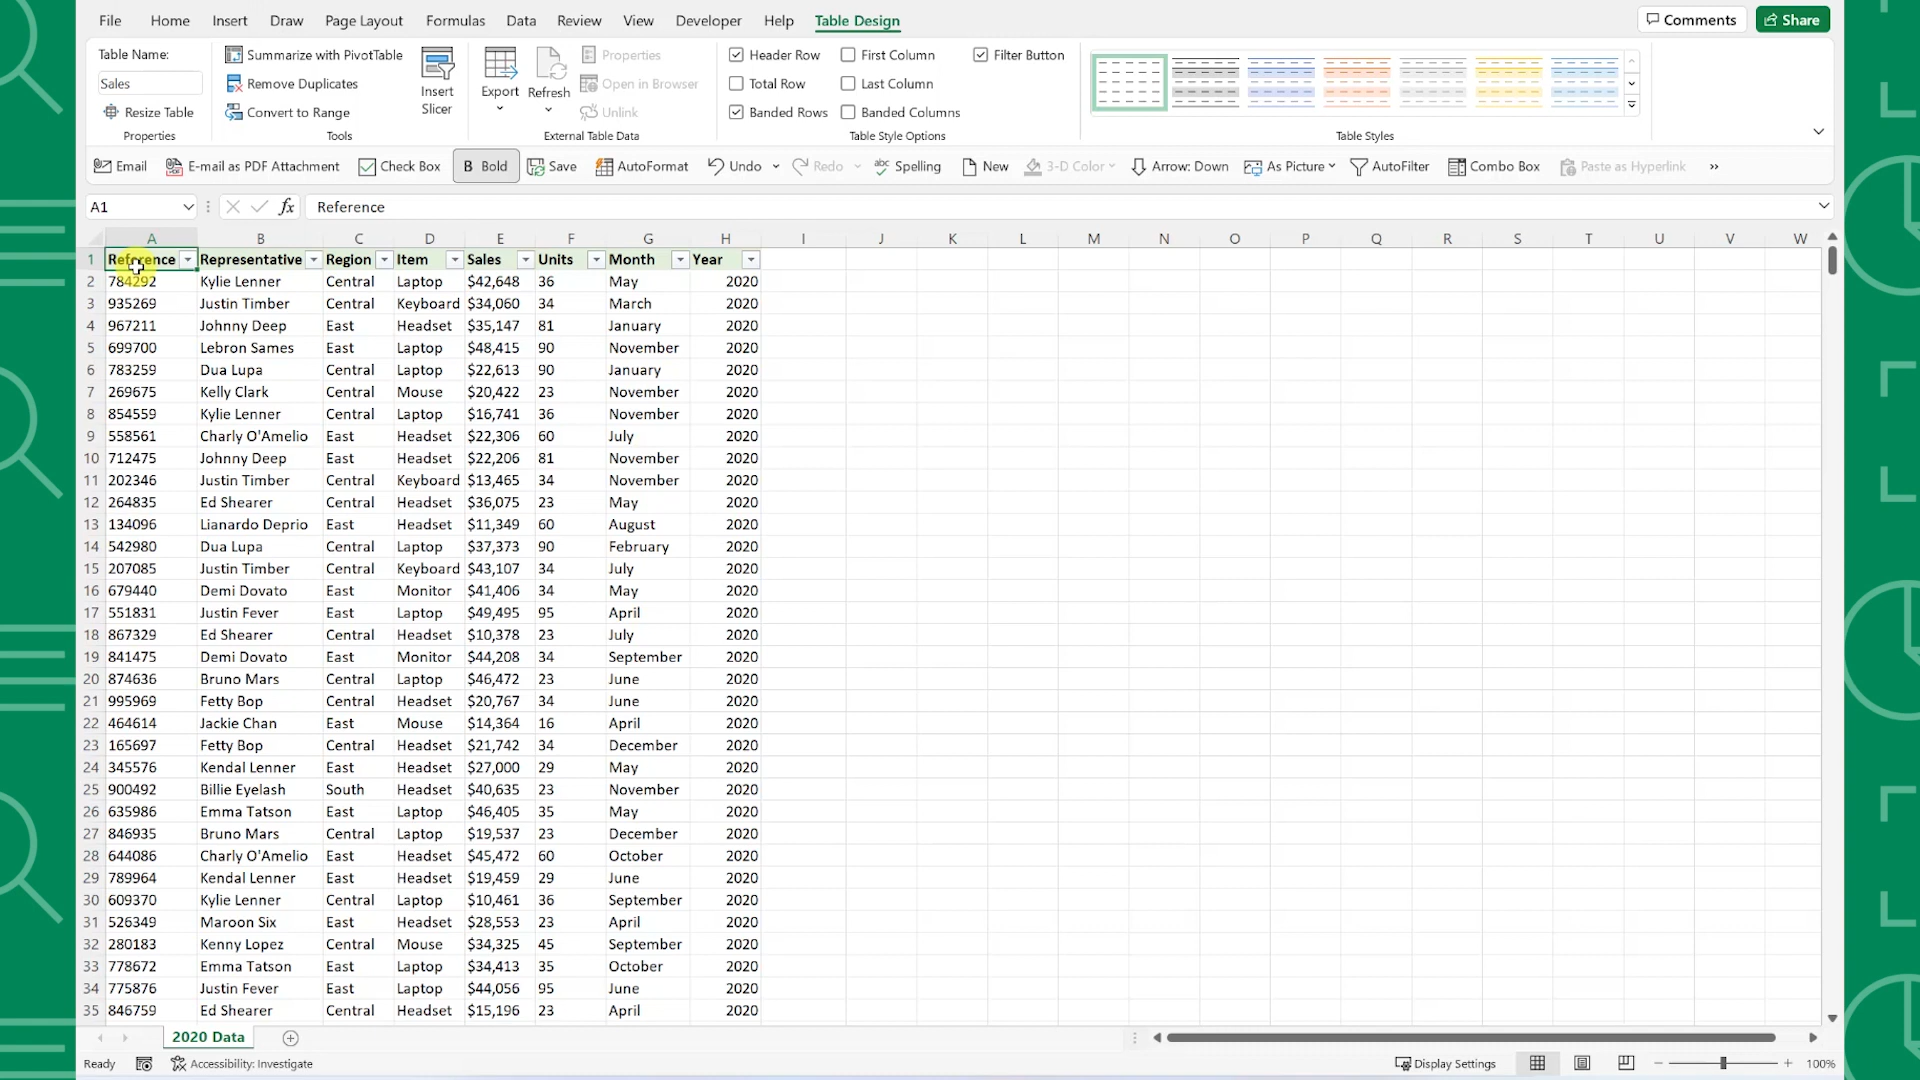 File Home Insert Draw Page Layout Formulas Data Review View Developer Help Table Design Comments Share
Table Name: Summarize with PivotTable Properties Header Row First Column Filter Button
Sales Remove Duplicates Insert Slicer Export Refresh Open in Browser Total Row Last Column
Resize Table Convert to Range Unlink Banded Rows Banded Columns
Properties Tools External Table Data Table Style Options Table Styles
Email E-mail as PDF Attachment Check Box B Bold Save AutoFormat Undo Redo abc Spelling New 3-D Color Arrow: Down As Picture AutoFilter Combo Box Paste as Hyperlink »
A1 fx Reference
A B C D E F G H I J K L M N O P Q R S T U V W
1 Reference Representative Region Item Sales Units Month Year
2 784292 Kylie Lenner Central Laptop $42,648 36 May 2020
3 935269 Justin Timber Central Keyboard $34,060 34 March 2020
4 967211 Johnny Deep East Headset $35,147 81 January 2020
5 699700 Lebron Sames East Laptop $48,415 90 November 2020
6 783259 Dua Lupa Central Laptop $22,613 90 January 2020
7 269675 Kelly Clark Central Mouse $20,422 23 November 2020
8 854559 Kylie Lenner Central Laptop $16,741 36 November 2020
9 558561 Charly O'Amelio East Headset $22,306 60 July 2020
10 712475 Johnny Deep East Headset $22,206 81 November 2020
11 202346 Justin Timber Central Keyboard $13,465 34 November 2020
12 264835 Ed Shearer Central Headset $36,075 23 May 2020
13 134096 Lianardo Deprio East Headset $11,349 60 August 2020
14 542980 Dua Lupa Central Laptop $37,373 90 February 2020
15 207085 Justin Timber Central Keyboard $43,107 34 July 2020
16 679440 Demi Dovato East Monitor $41,406 34 May 2020
17 551831 Justin Fever East Laptop $49,495 95 April 2020
18 867329 Ed Shearer Central Headset $10,378 23 July 2020
19 841475 Demi Dovato East Monitor $44,208 34 September 2020
20 874636 Bruno Mars Central Laptop $46,472 23 June 2020
21 995969 Fetty Bop Central Headset $20,767 34 June 2020
22 464614 Jackie Chan East Mouse $14,364 16 April 2020
23 165697 Fetty Bop Central Headset $21,742 34 December 2020
24 345576 Kendal Lenner East Headset $27,000 29 May 2020
25 900492 Billie Eyelash South Headset $40,635 23 November 2020
26 635986 Emma Tatson East Laptop $46,405 35 May 2020
27 846935 Bruno Mars Central Laptop $19,537 23 December 2020
28 644086 Charly O'Amelio East Headset $45,472 60 October 2020
29 789964 Kendal Lenner East Headset $19,459 29 June 2020
30 609370 Kylie Lenner Central Laptop $10,461 36 September 2020
31 526349 Maroon Six East Headset $28,553 23 April 2020
32 280183 Kenny Lopez Central Mouse $34,325 45 September 2020
33 778672 Emma Tatson East Laptop $34,413 35 October 2020
34 775876 Justin Fever East Laptop $44,056 95 June 2020
35 846759 Ed Shearer Central Headset $15,196 23 April 2020
2020 Data
Ready Accessibility: Investigate Display Settings 100%